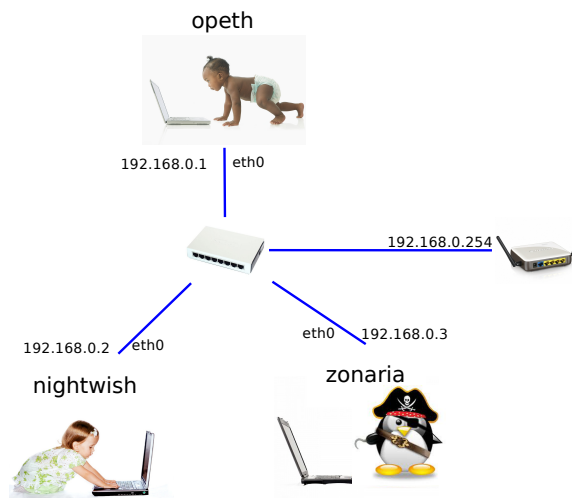 opeth
192.168.0.1
eth0
192.168.0.254
192.168.0.2
eth0
eth0
192.168.0.3
nightwish
zonaria